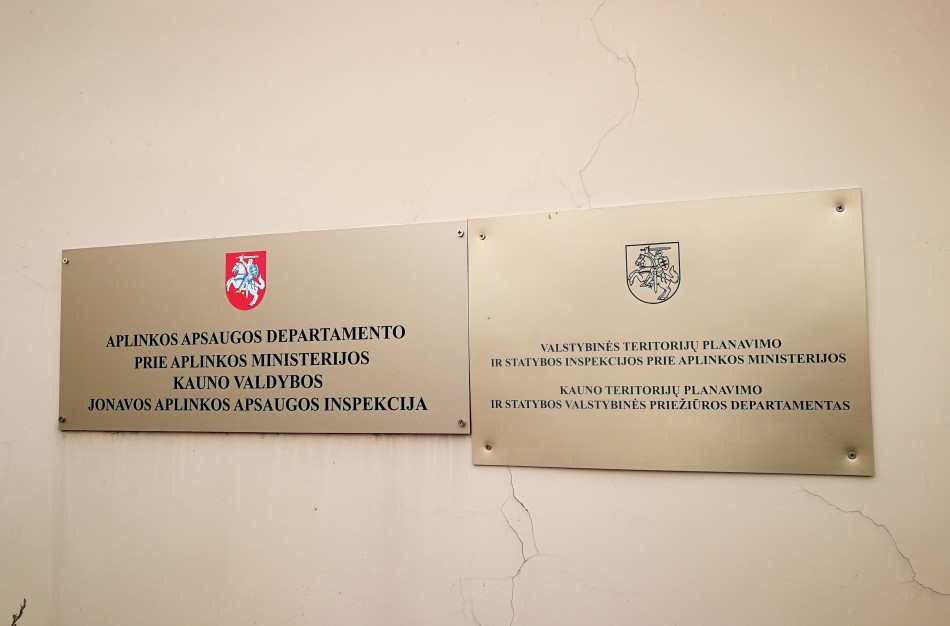 APLINKOS APSAUGOS DEPARTAMENTO
PRIE APLINKOS MINISTERIJOS
KAUNO VALDYBOS
JONAVOS APLINKOS APSAUGOS INSPEKCIJA
VALSTYBINĖS TERITORIJŲ PLANAVIMO
IR STATYBOS INSPEKCIJOS PRIE APLINKOS MINISTERIJOS
KAUNO TERITORIJŲ PLANAVIMO
IR STATYBOS VALSTYBINĖS PRIEŽIŪROS DEPARTAMENTAS